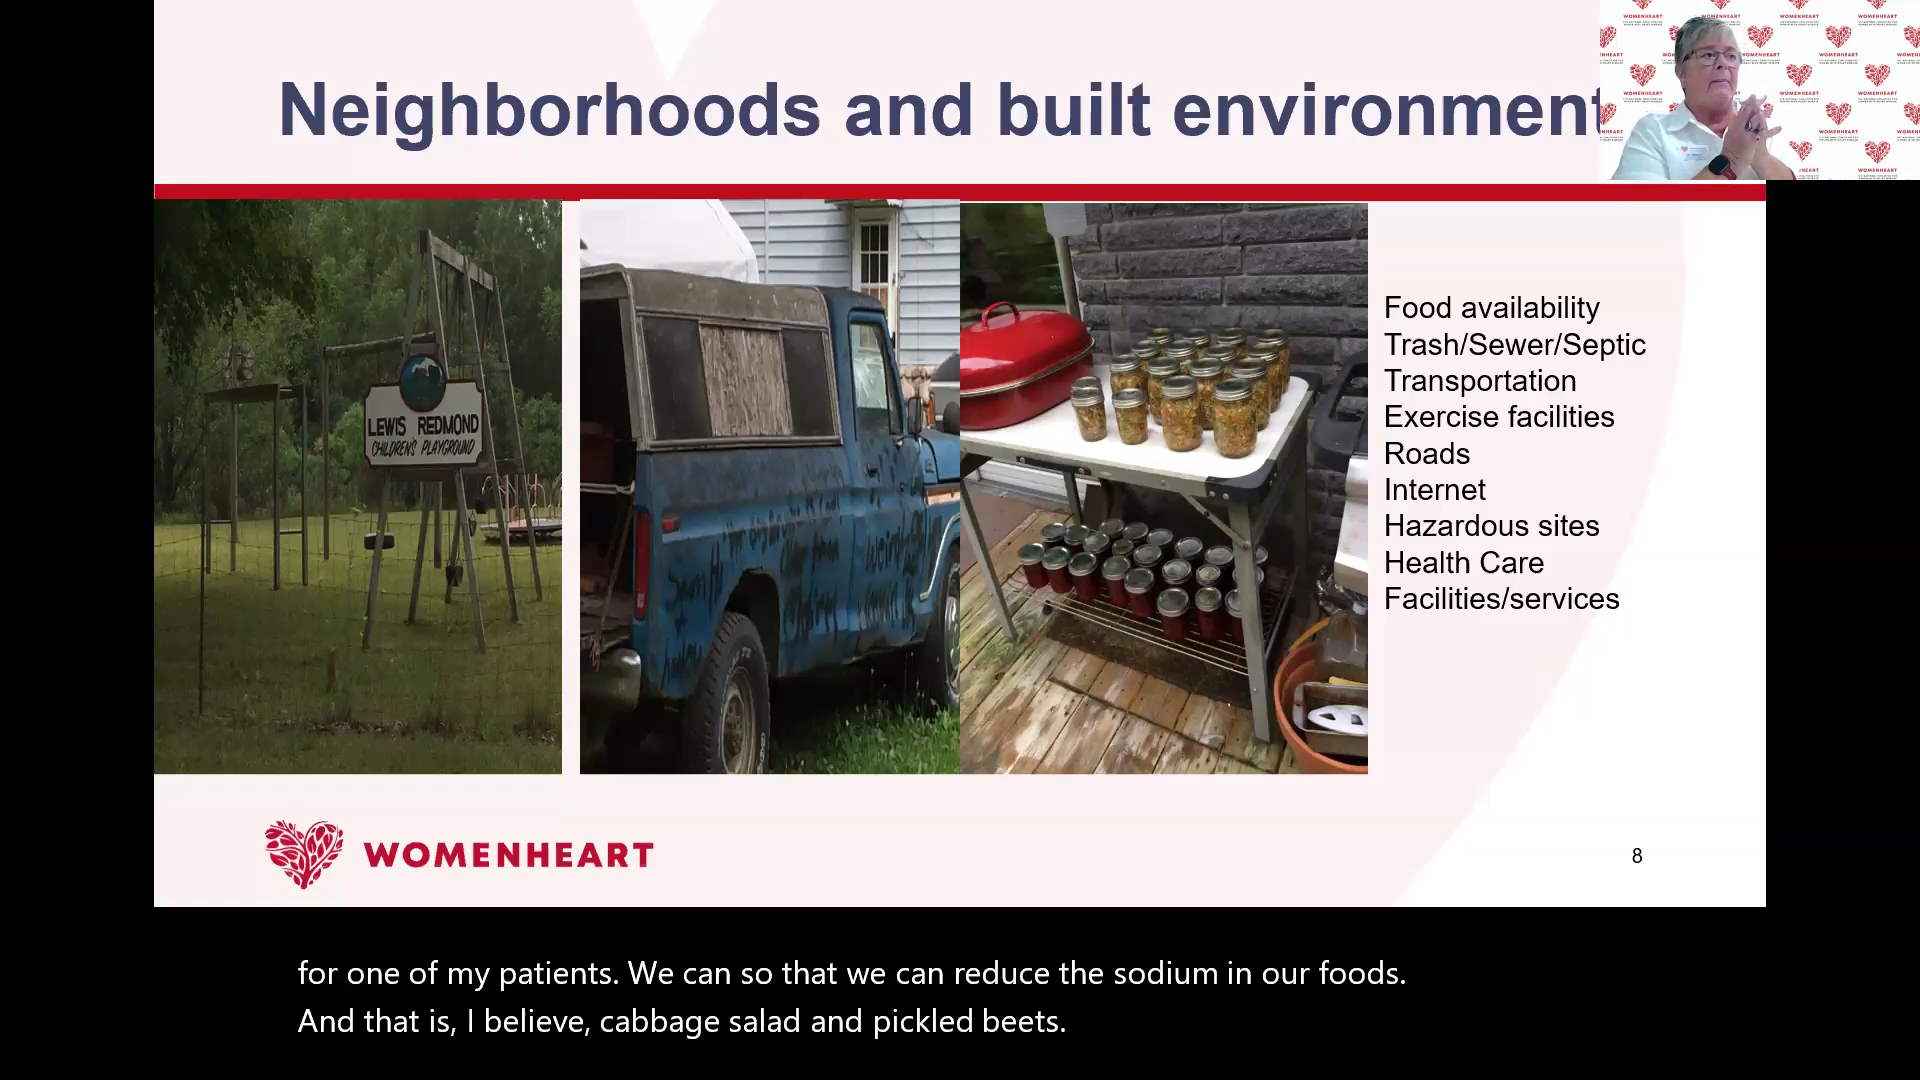 Neighborhoods and built environment
LEWIS REDMOND
CHILDREN'S PLAYGROUND
Food availability
Trash/Sewer/Septic
Transportation
Exercise facilities
Roads
Internet
Hazardous sites
Health Care
Facilities/services
WOMENHEART
8
WOMENHEART
for one of my patients. We can so that we can reduce the sodium in our foods.
And that is, I believe, cabbage salad and pickled beets.